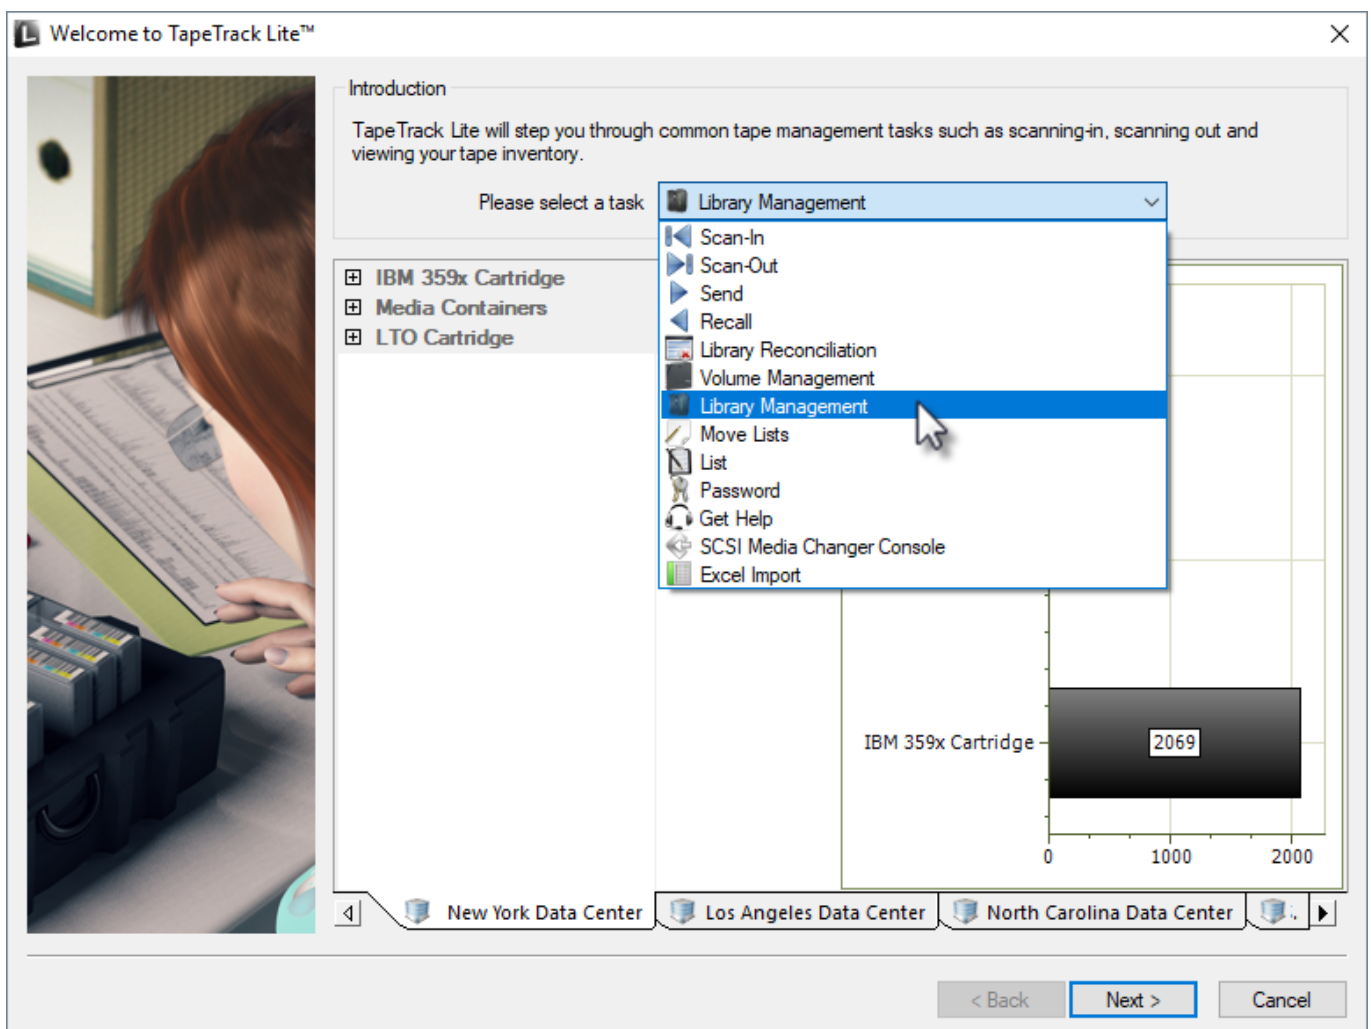 Welcome to TapeTrack Lite™
Introduction
TapeTrack Lite will step you through common tape management tasks such as scanning-in, scanning out and
viewing your tape inventory.
Please select a task
Library Management
Scan-In
Scan-Out
Send
Recall
Library Reconciliation
Volume Management
Library Management
Move Lists
List
Password
Get Help
SCSI Media Changer Console
Excel Import
IBM 359x Cartridge
Media Containers
LTO Cartridge
IBM 359x Cartridge
2069
0 1000 2000
New York Data Center
Los Angeles Data Center
North Carolina Data Center
< Back
Next >
Cancel